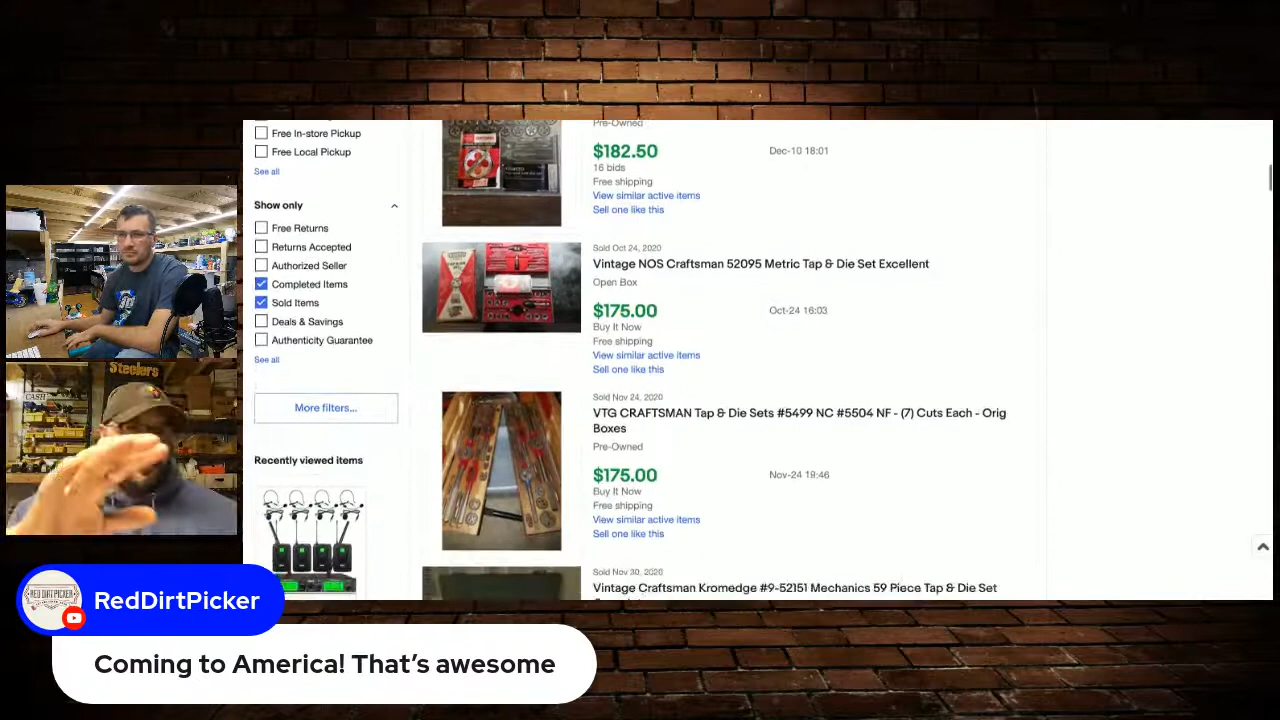 Free In-store Pickup
Free Local Pickup
See all
Show only
Free Returns
Returns Accepted
Authorized Seller
Completed Items
Sold Items
Deals & Savings
Authenticity Guarantee
See all
More filters...
Recently viewed items
Pre-Owned
$182.50
Dec-10 18:01
16 bids
Free shipping
View similar active items
Sell one like this
Sold Oct 24, 2020
Vintage NOS Craftsman 52095 Metric Tap & Die Set Excellent
Open Box
$175.00
Oct-24 16:03
Buy It Now
Free shipping
View similar active items
Sell one like this
Sold Nov 24, 2020
VTG CRAFTSMAN Tap & Die Sets #5499 NC #5504 NF - (7) Cuts Each - Orig
Boxes
Pre-Owned
$175.00
Nov-24 19:46
Buy It Now
Free shipping
View similar active items
Sell one like this
Sold Nov 30, 2020
Vintage Craftsman Kromedge #9-52151 Mechanics 59 Piece Tap & Die Set
Steelers
CASH
RED DIRT PICKER
RedDirtPicker
Coming to America! That's awesome